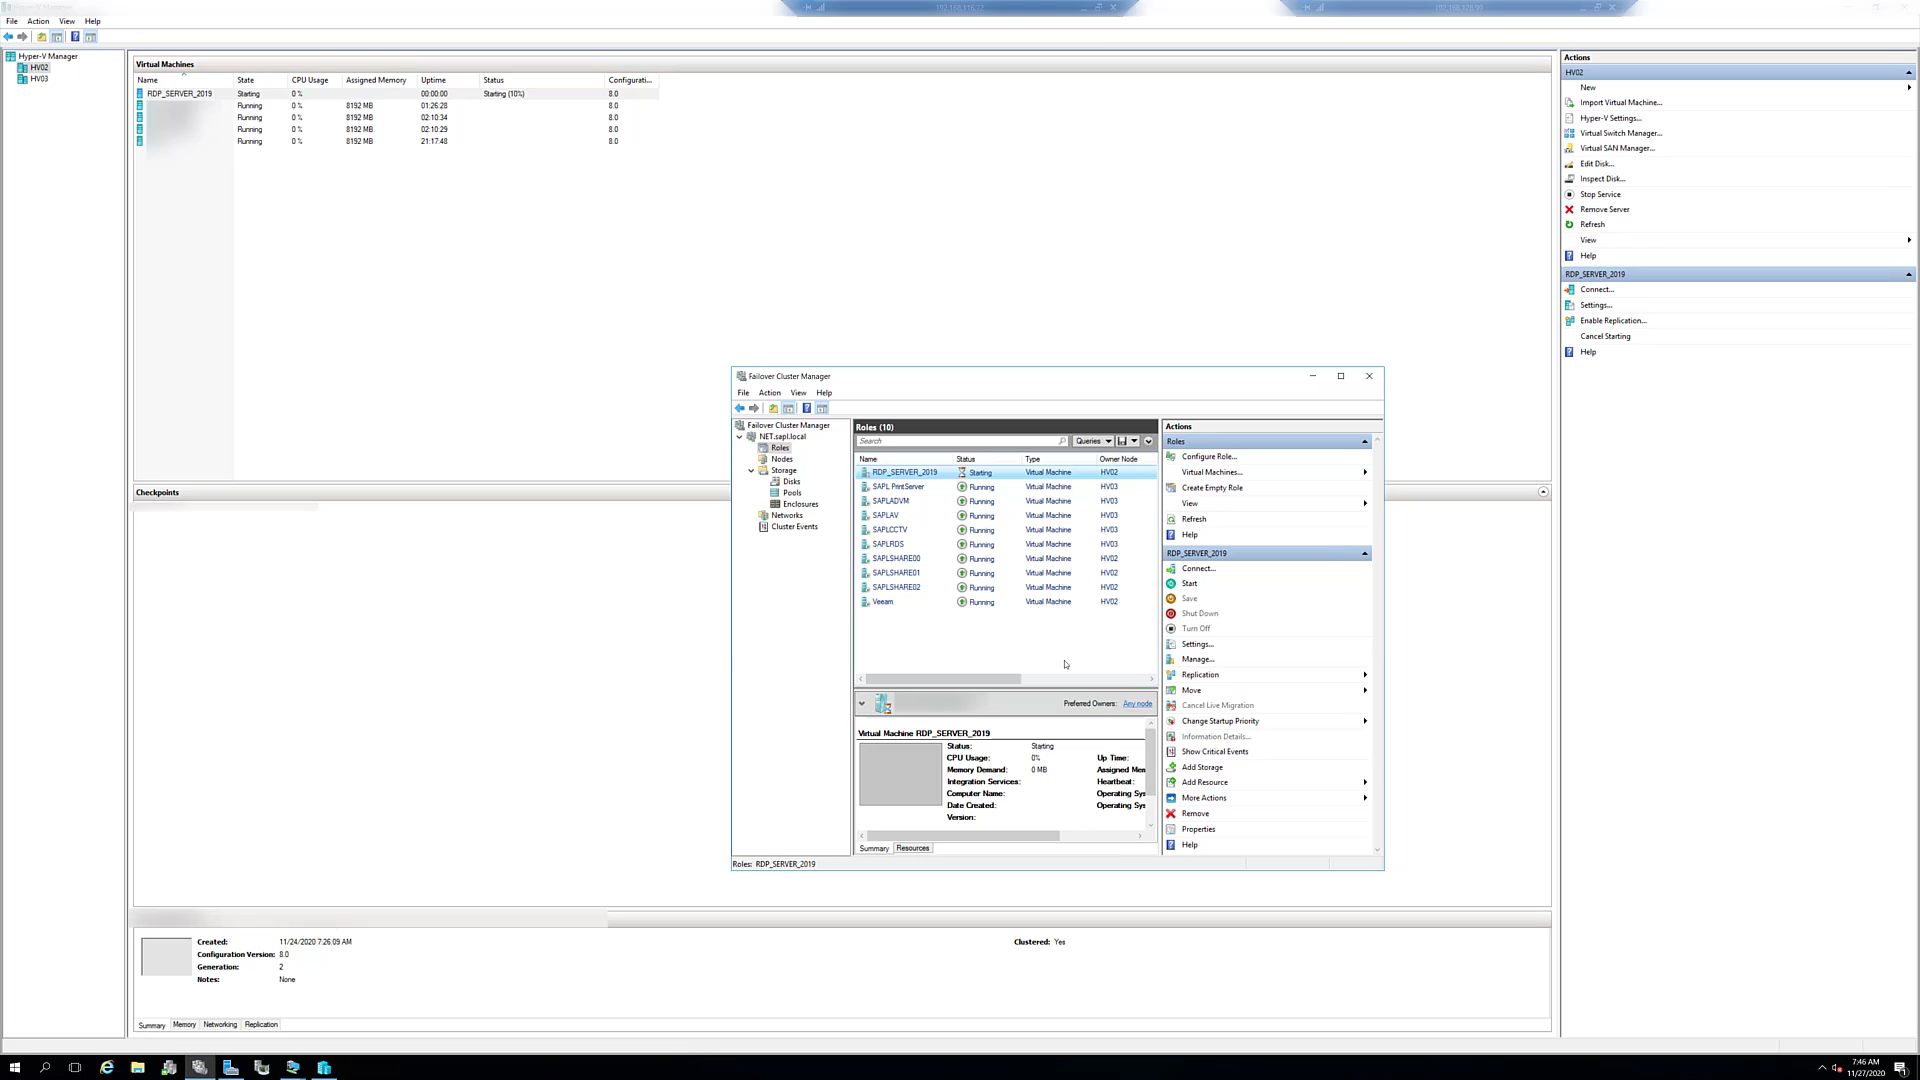 192.168.116.72
File Action View Help
Hyper-V Manager
HV02
HV03
Virtual Machines
Name State CPU Usage Assigned Memory Uptime Status Configurati...
RDP_SERVER_2019 Starting 0 % 00:00:00 Starting (10%) 8.0
Running 0 % 8192 MB 01:26:28 8.0
Running 0 % 8192 MB 02:10:34 8.0
Running 0 % 8192 MB 02:10:29 8.0
Running 0 % 8192 MB 21:17:48 8.0
Checkpoints
Created: 11/24/2020 7:26:09 AM Clustered: Yes
Configuration Version: 8.0
Generation: 2
Notes: None
Summary Memory Networking Replication
Actions
HV02
New
Import Virtual Machine...
Hyper-V Settings...
Virtual Switch Manager...
Virtual SAN Manager...
Edit Disk...
Inspect Disk...
Stop Service
Remove Server
Refresh
View
Help
RDP_SERVER_2019
Connect...
Settings...
Enable Replication...
Cancel Starting
Help
Failover Cluster Manager
File Action View Help
Failover Cluster Manager
NET.sapl.local
Roles
Nodes
Storage
Disks
Pools
Enclosures
Networks
Cluster Events
Roles (10)
Search Queries
Name Status Type Owner Node
RDP_SERVER_2019 Starting Virtual Machine HV02
SAPL PrintServer Running Virtual Machine HV03
SAPLADVM Running Virtual Machine HV03
SAPLAV Running Virtual Machine HV03
SAPLCCTV Running Virtual Machine HV03
SAPLRDS Running Virtual Machine HV03
SAPLSHARE00 Running Virtual Machine HV02
SAPLSHARE01 Running Virtual Machine HV02
SAPLSHARE02 Running Virtual Machine HV02
Veeam Running Virtual Machine HV02
Preferred Owners: Any node
Virtual Machine RDP_SERVER_2019
Status: Starting
CPU Usage: 0% Up Time:
Memory Demand: 0 MB Assigned Mem
Integration Services: Heartbeat:
Computer Name: Operating Sys
Date Created: Operating Sys
Version:
Summary Resources
Roles: RDP_SERVER_2019
Actions
Roles
Configure Role...
Virtual Machines...
Create Empty Role
View
Refresh
Help
RDP_SERVER_2019
Connect...
Start
Save
Shut Down
Turn Off
Settings...
Manage...
Replication
Move
Cancel Live Migration
Change Startup Priority
Information Details...
Show Critical Events
Add Storage
Add Resource
More Actions
Remove
Properties
Help
7:46 AM
11/27/2020